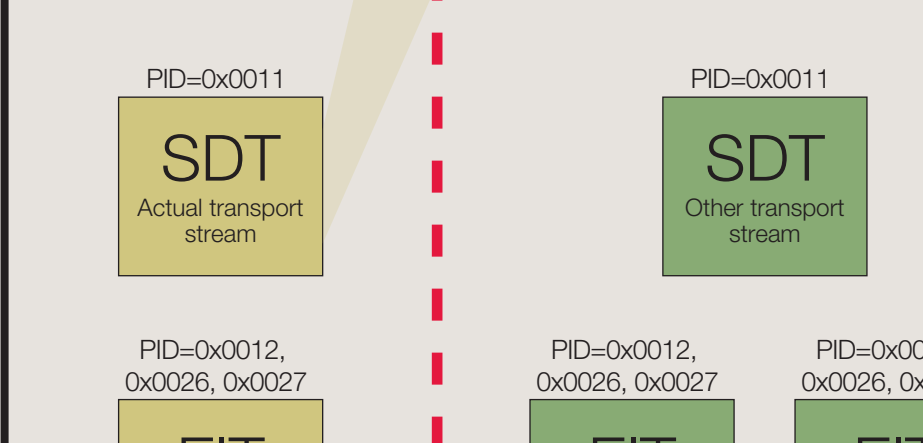 PID=0x0011
SDT
Actual transport
stream
PID=0x0011
SDT
Other transport
stream
PID=0x0012,
0x0026, 0x0027
PID=0x0012,
0x0026, 0x0027
0x0026,